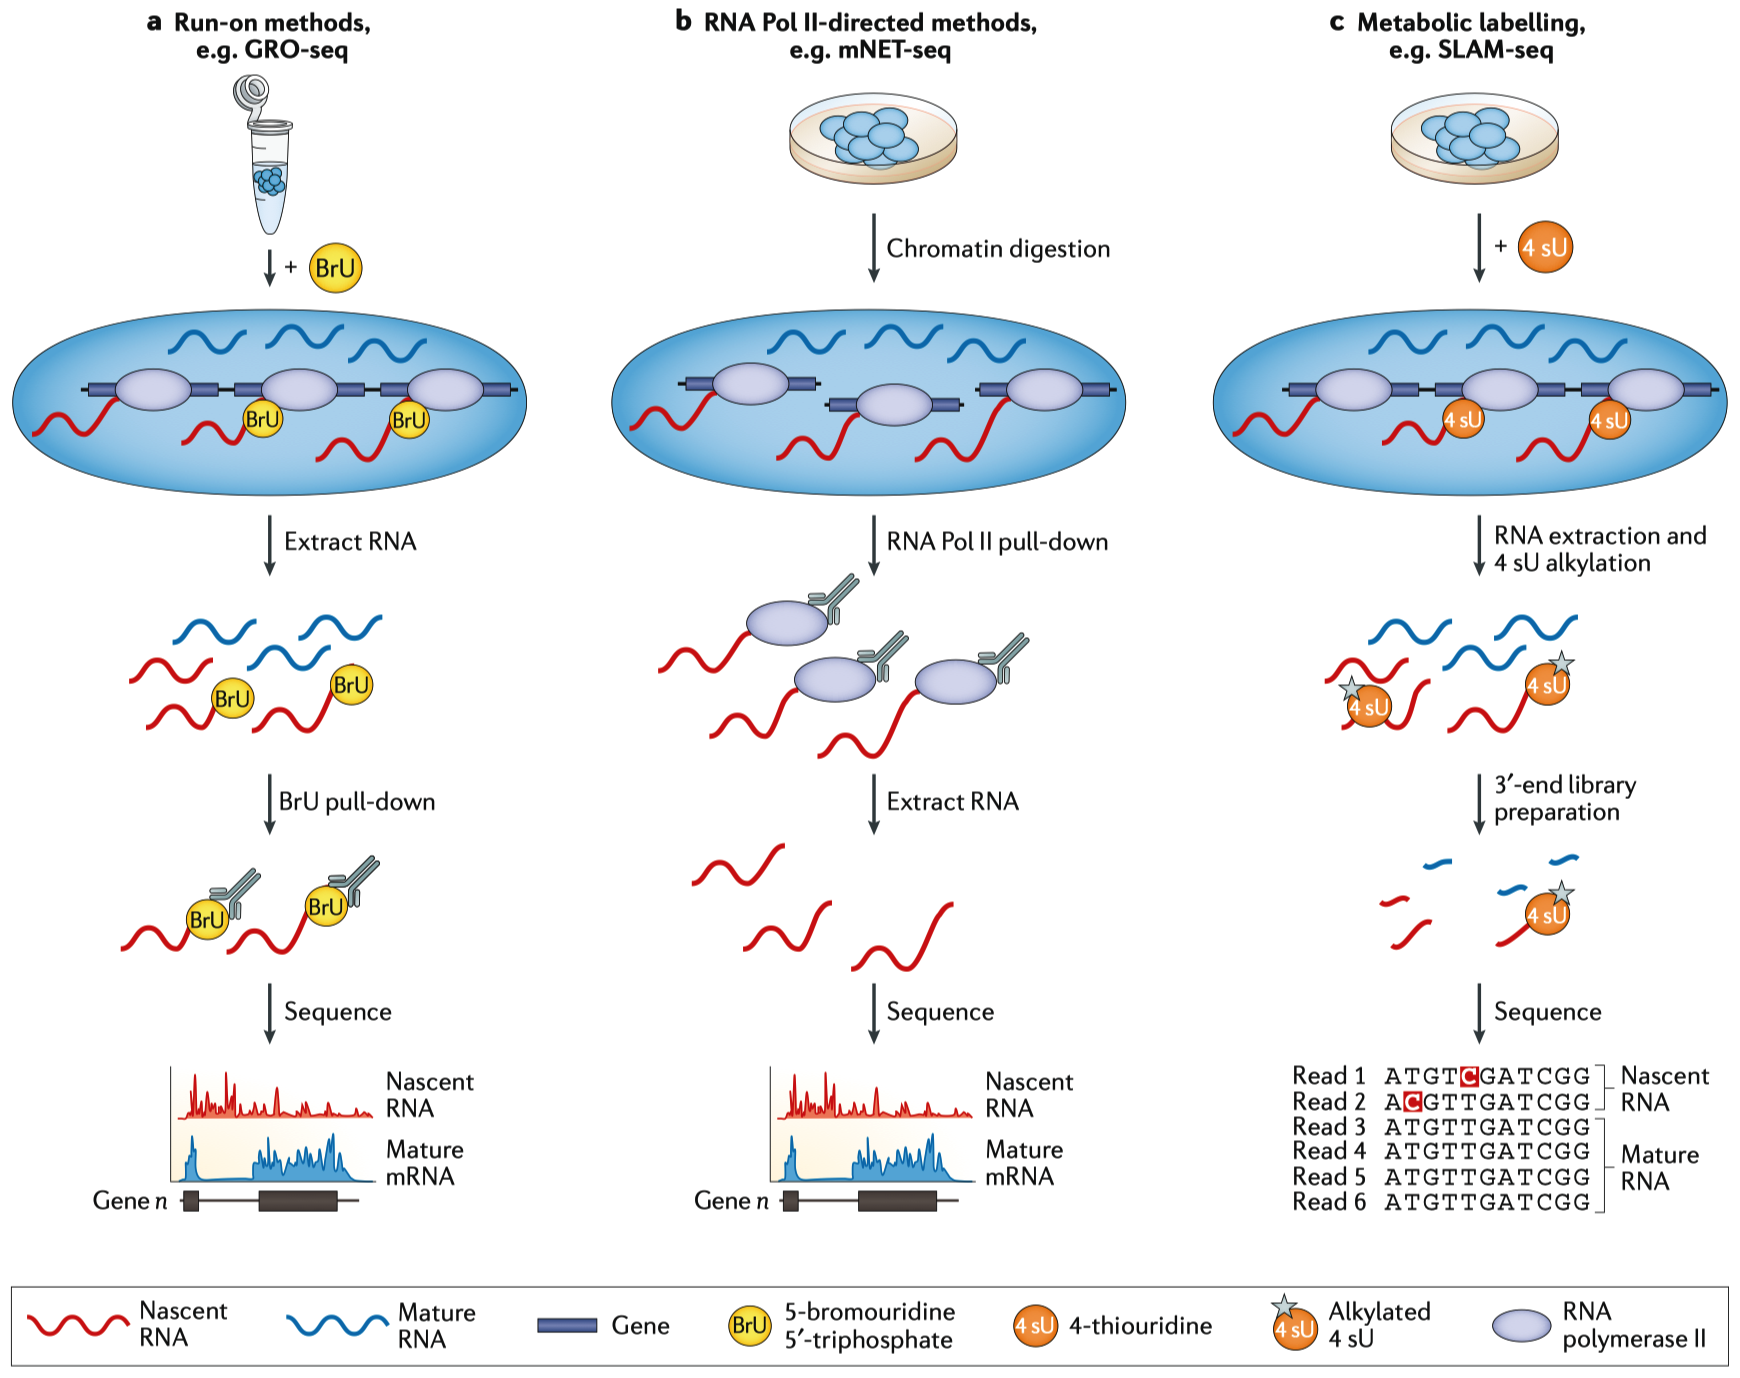 a Run-on methods,
e.g. GRO-seq
+ BrU
BrU
BrU
Extract RNA
BrU
BrU
BrU pull-down
BrU
BrU
Sequence
Nascent
RNA
Mature
mRNA
Gene n
b RNA Pol II-directed methods,
e.g. mNET-seq
Chromatin digestion
RNA Pol II pull-down
Extract RNA
Sequence
Nascent
RNA
Mature
mRNA
Gene n
c Metabolic labelling,
e.g. SLAM-seq
+ 4 sU
4 sU
4 sU
RNA extraction and
4 sU alkylation
4 sU
4 sU
3′-end library
preparation
4 sU
Sequence
Read 1 ATGTCGATCGG
Read 2 ACGTTGATCGG
Nascent
RNA
Read 3 ATGTTGATCGG
Read 4 ATGTTGATCGG
Read 5 ATGTTGATCGG
Read 6 ATGTTGATCGG
Mature
RNA
Nascent
RNA
Mature
RNA
Gene
BrU
5-bromouridine
5′-triphosphate
4 sU
4-thiouridine
4 sU
Alkylated
4 sU
RNA
polymerase II